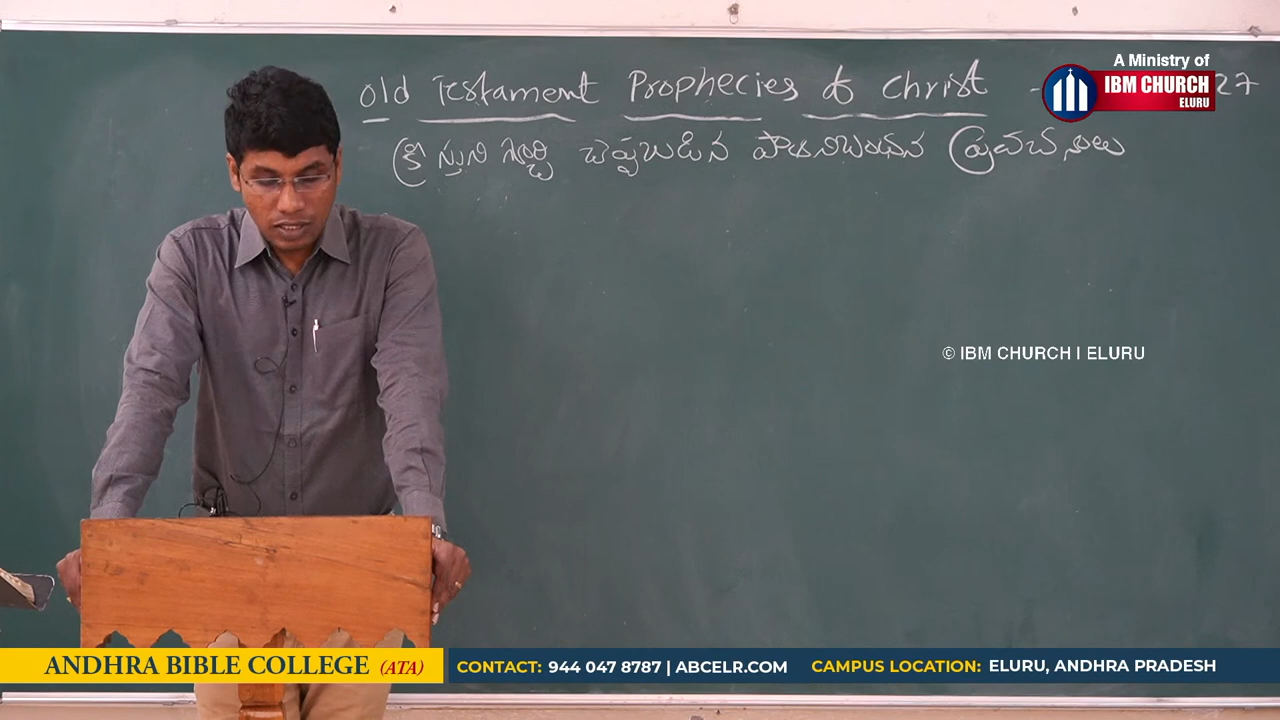 A Ministry of
IBM CHURCH
ELURU
Old Testament Prophecies of Christ - 27
క్రీస్తుని గూర్చి చెప్పబడిన పాతనిబంధన ప్రవచనాలు
© IBM CHURCH I ELURU
ANDHRA BIBLE COLLEGE (ATA)
CONTACT: 944 047 8787 | ABCELR.COM CAMPUS LOCATION: ELURU, ANDHRA PRADESH